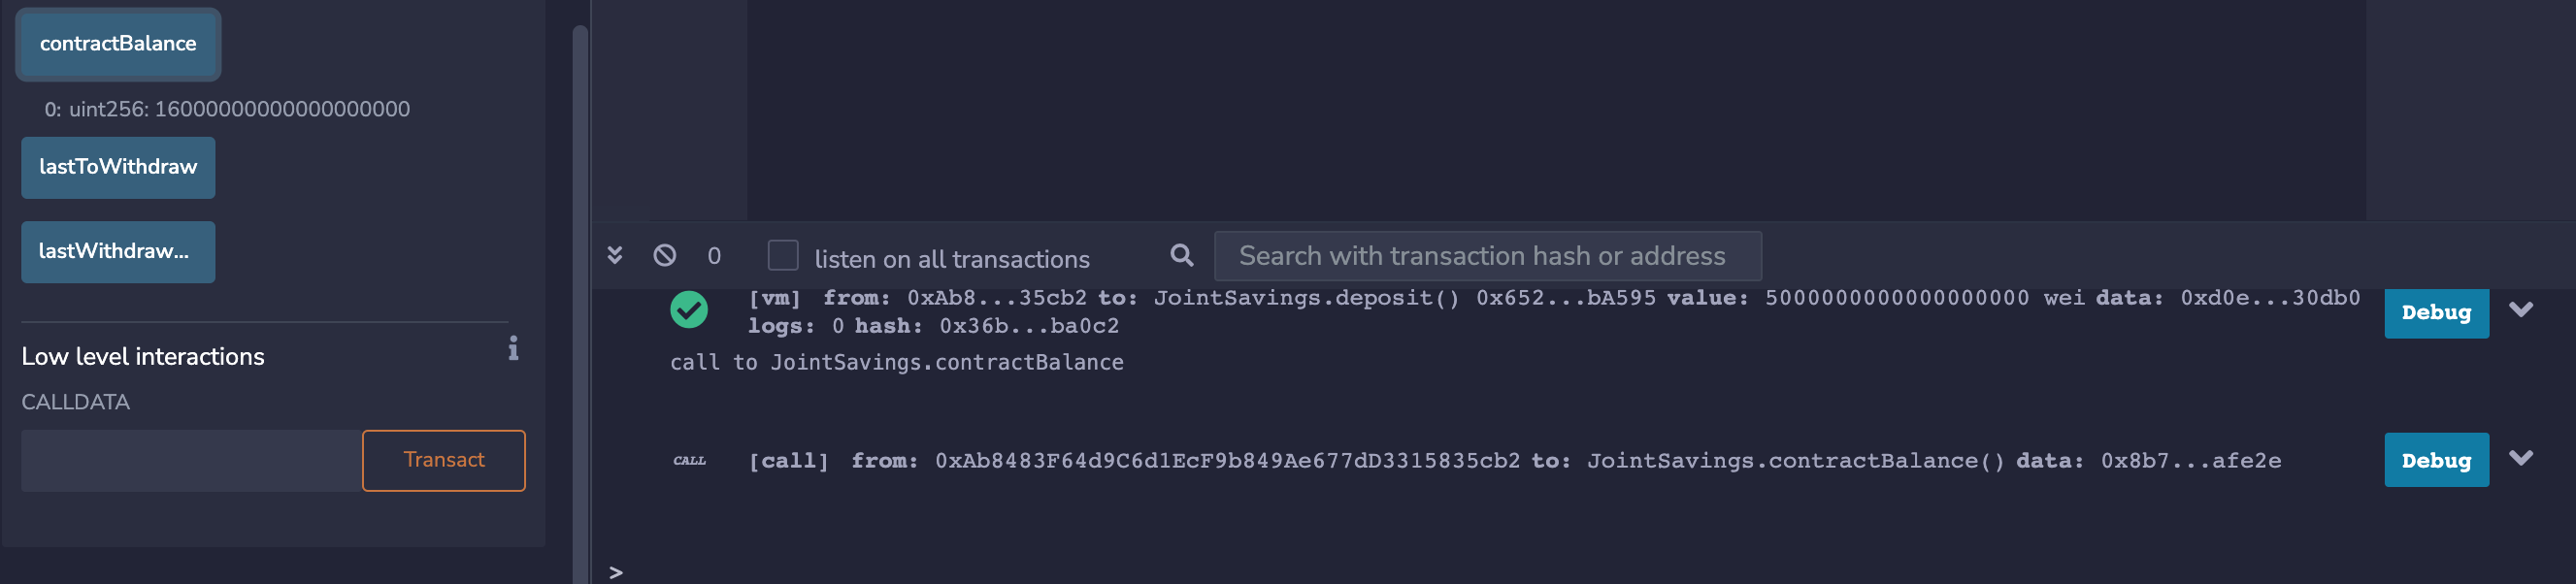 contractBalance
0: uint256: 16000000000000000000
lastToWithdraw
lastWithdraw...
Low level interactions
CALLDATA
Transact
0 listen on all transactions Search with transaction hash or address
[vm] from: 0xAb8...35cb2 to: JointSavings.deposit() 0x652...bA595 value: 5000000000000000000 wei data: 0xd0e...30db0
logs: 0 hash: 0x36b...ba0c2
Debug
call to JointSavings.contractBalance
CALL [call] from: 0xAb8483F64d9C6d1EcF9b849Ae677dD3315835cb2 to: JointSavings.contractBalance() data: 0x8b7...afe2e
Debug
>